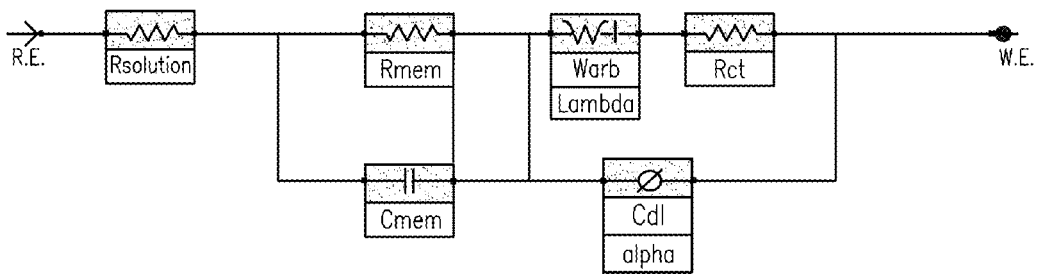 R.E.
Rsolution
Rmem
Warb
Lambda
Rct
W.E.
Cmem
Cdl
alpha